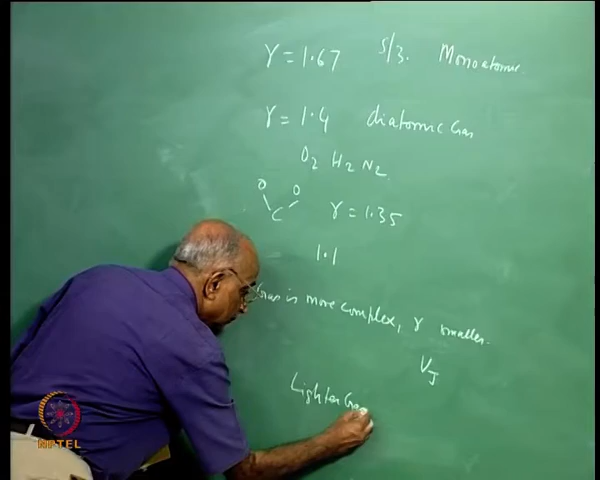 γ = 1.67 5/3. Monoatomic
γ = 1.4 diatomic Gas
O2 H2 N2
O O
C γ = 1.35
1.1
Gas is more complex, γ smaller.
VJ
Lighter Gas
NPTEL